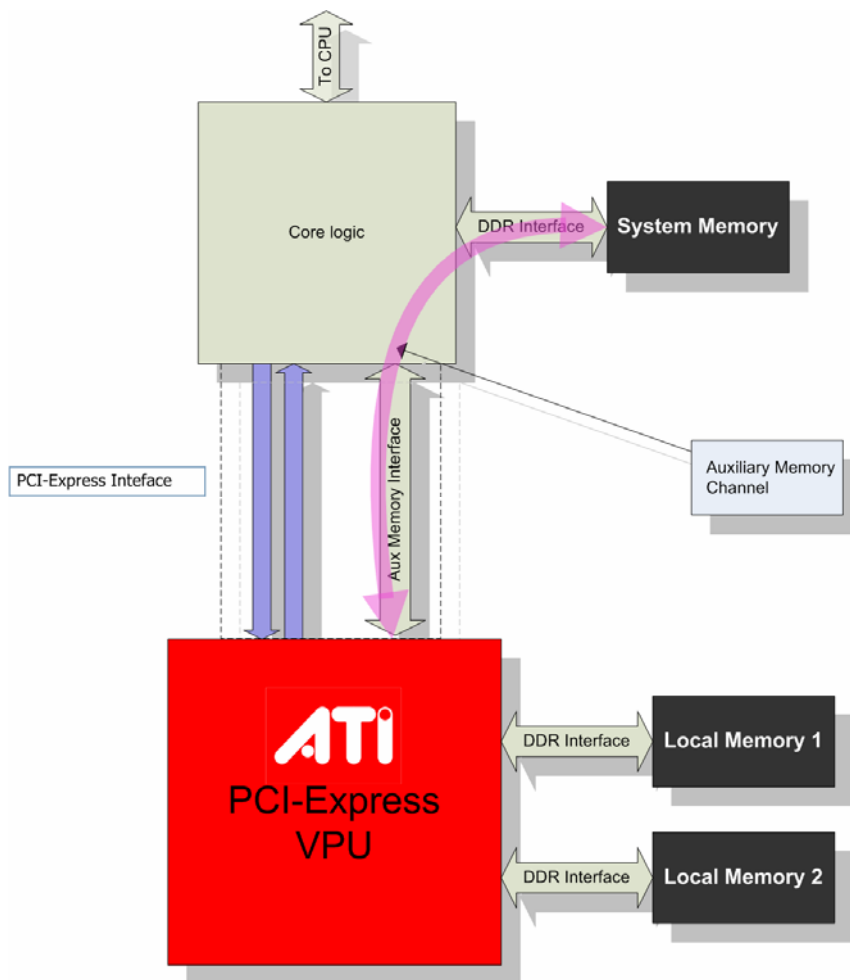 To CPU
Core logic
DDR Interface
System Memory
PCI-Express Inteface
Aux Memory Interface
Auxiliary Memory
Channel
ATI
PCI-Express
VPU
DDR Interface
Local Memory 1
DDR Interface
Local Memory 2